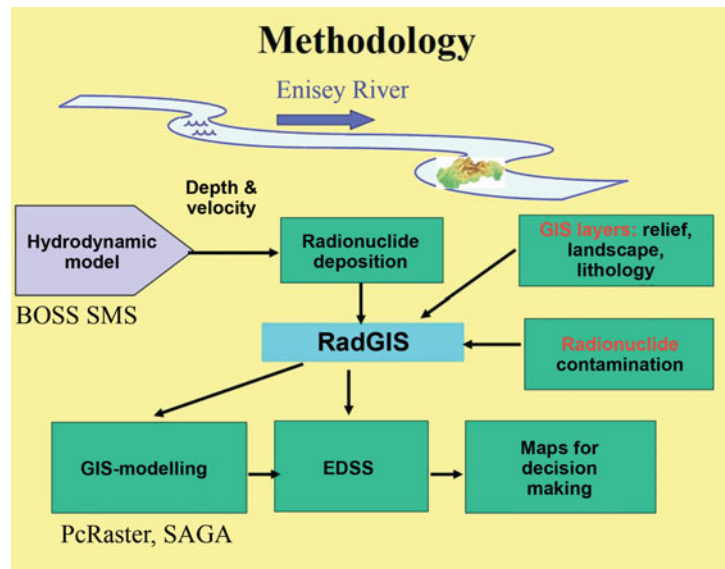 Methodology
Enisey River
Depth &
velocity
Hydrodynamic
model
BOSS SMS
Radionuclide
deposition
GIS layers: relief,
landscape,
lithology
RadGIS
Radionuclide
contamination
GIS-modelling
EDSS
Maps for
decision
making
PcRaster, SAGA